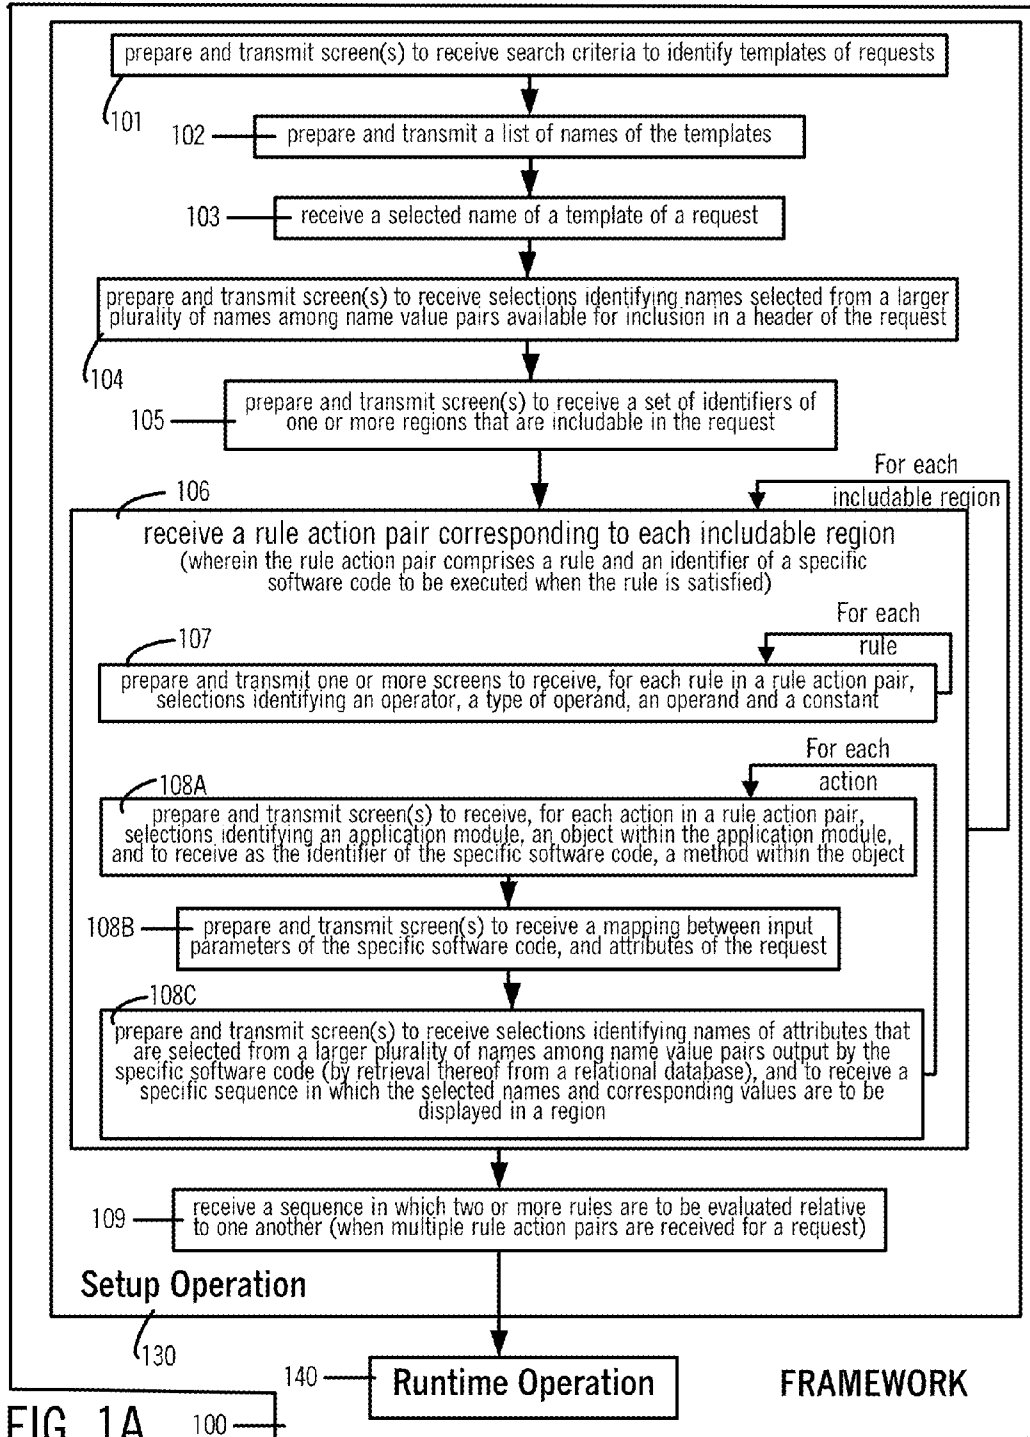 prepare and transmit screen(s) to receive search criteria to identify templates of requests
101
102
prepare and transmit a list of names of the templates
103
receive a selected name of a template of a request
prepare and transmit screen(s) to receive selections identifying names selected from a larger
plurality of names among name value pairs available for inclusion in a header of the request
104
105
prepare and transmit screen(s) to receive a set of identifiers of
one or more regions that are includable in the request
For each
includable region
106
receive a rule action pair corresponding to each includable region
(wherein the rule action pair comprises a rule and an identifier of a specific
software code to be executed when the rule is satisfied)
For each
rule
107
prepare and transmit one or more screens to receive, for each rule in a rule action pair,
selections identifying an operator, a type of operand, an operand and a constant
For each
action
108A
prepare and transmit screen(s) to receive, for each action in a rule action pair,
selections identifying an application module, an object within the application module,
and to receive as the identifier of the specific software code, a method within the object
108B
prepare and transmit screen(s) to receive a mapping between input
parameters of the specific software code, and attributes of the request
108C
prepare and transmit screen(s) to receive selections identifying names of attributes that
are selected from a larger plurality of names among name value pairs output by the
specific software code (by retrieval thereof from a relational database), and to receive a
specific sequence in which the selected names and corresponding values are to be
displayed in a region
109
receive a sequence in which two or more rules are to be evaluated relative
to one another (when multiple rule action pairs are received for a request)
Setup Operation
130
140
Runtime Operation
FRAMEWORK
FIG. 1A
100